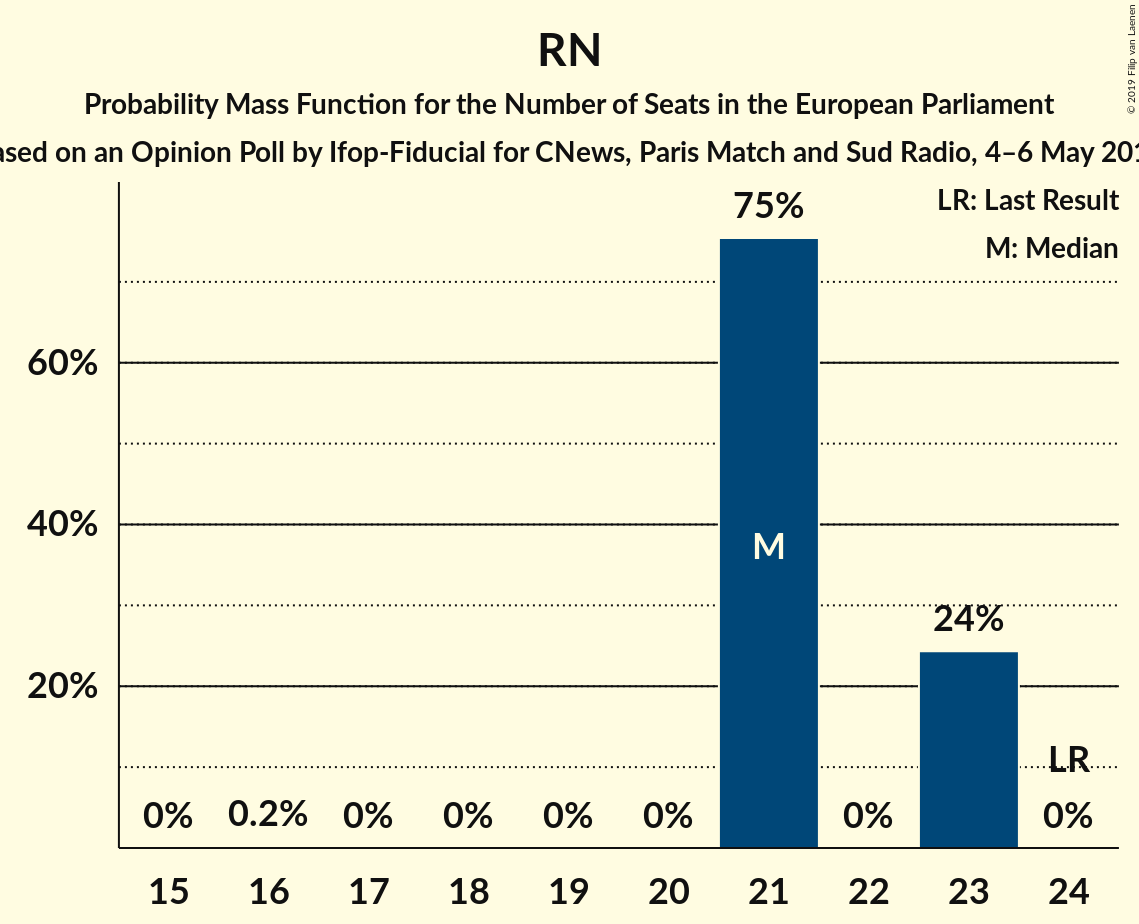 RN
Probability Mass Function for the Number of Seats in the European Parliament
on an Opinion Poll by Ifop-Fiducial for CNews, Paris Match and Sud Radio, 4–6 May
© 2019 Filip van Laenen
LR: Last Result
M: Median
75%
60%
40%
20%
M
24%
LR
0% 0.2% 0% 0% 0% 0% 0% 0%
15 16 17 18 19 20 21 22 23 24